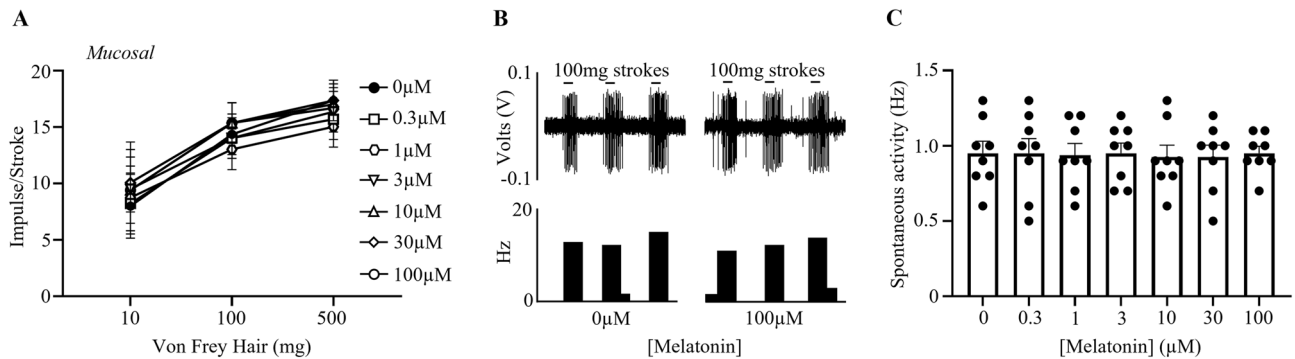 A
Mucosal
20
15
10
5
0
Impulse/Stroke
10 100 500
Von Frey Hair (mg)
0µM
0.3µM
1µM
3µM
10µM
30µM
100µM
B
100mg strokes 100mg strokes
0.1
-0.1
Volts (V)
20
0
Hz
0µM 100µM
[Melatonin]
C
1.5
1.0
0.5
0
Spontaneous activity (Hz)
0 0.3 1 3 10 30 100
[Melatonin] (µM)